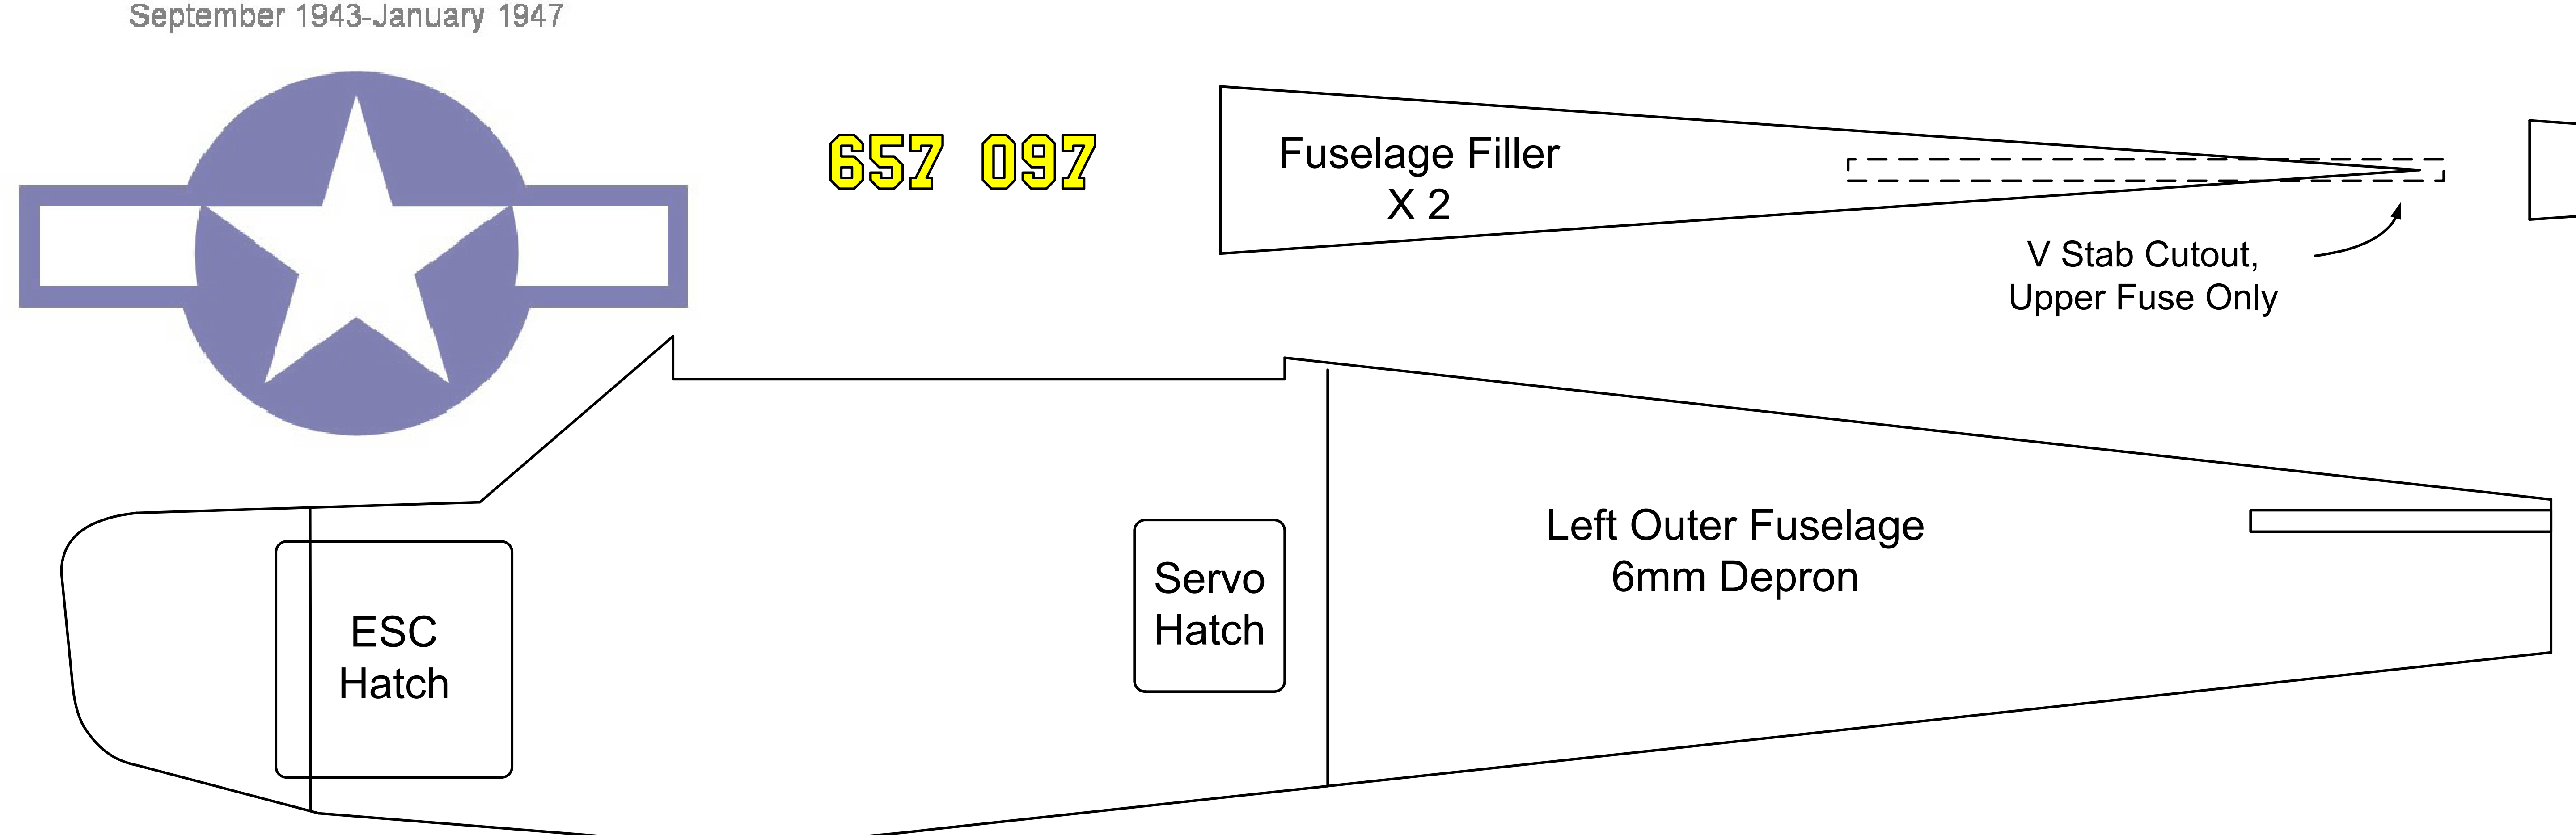 September 1943-January 1947
657 097
Fuselage Filler
X 2
V Stab Cutout,
Upper Fuse Only
Left Outer Fuselage
6mm Depron
Servo
Hatch
ESC
Hatch